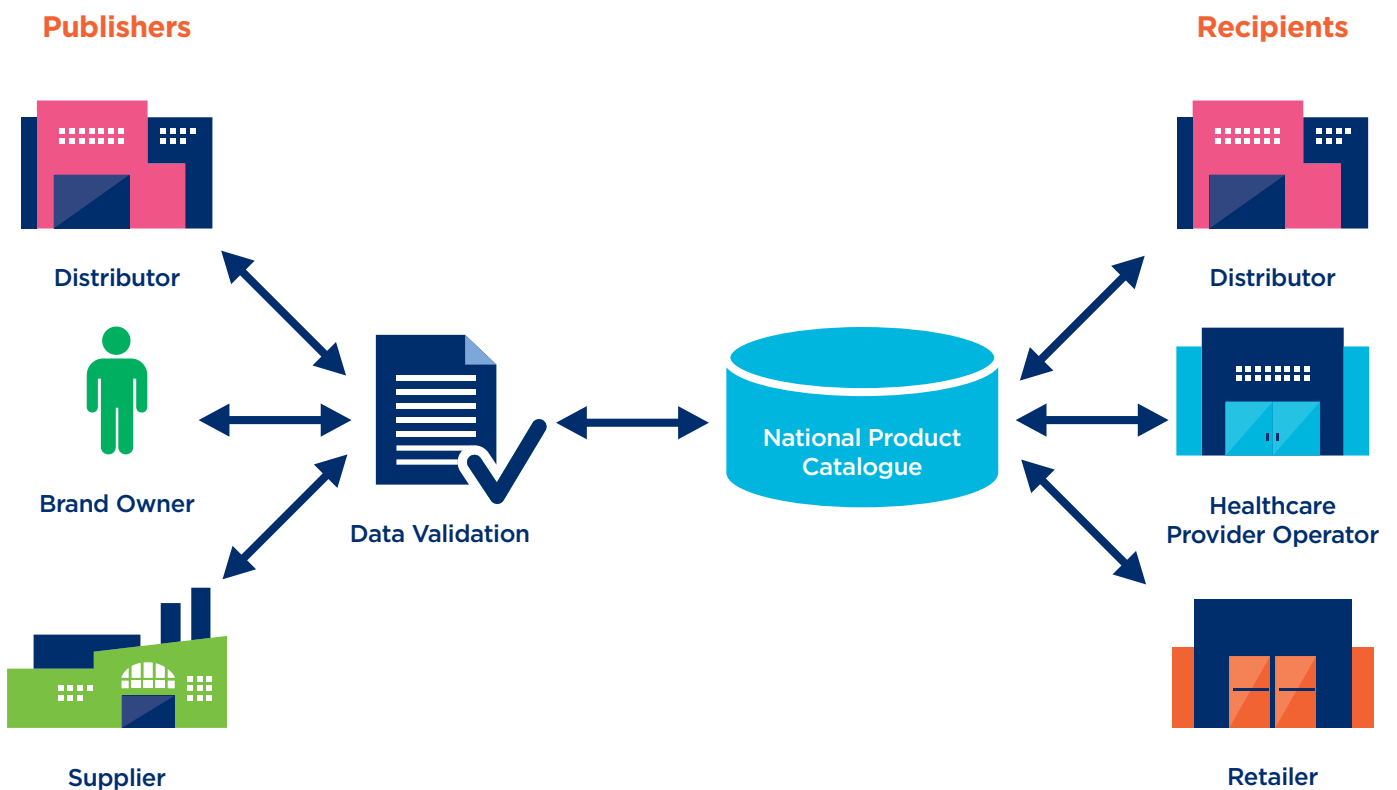 Publishers
Recipients
Distributor
Distributor
Brand Owner
Data Validation
National Product
Catalogue
Healthcare
Provider Operator
Supplier
Retailer